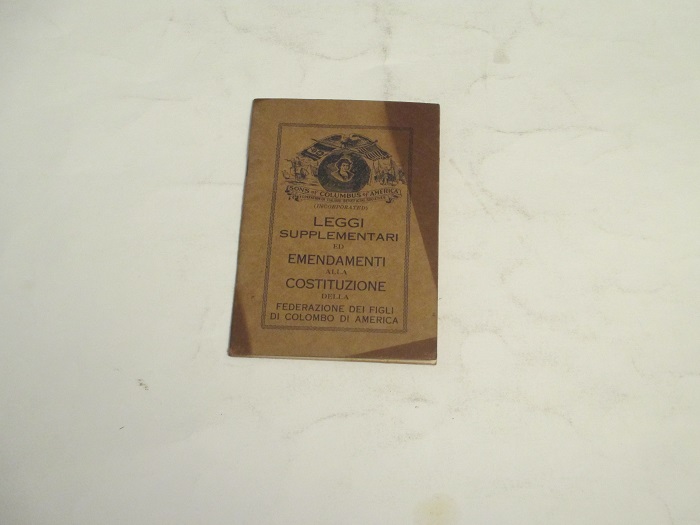 SONS OF COLUMBUS OF AMERICA
(INCORPORATED)
LEGGI
SUPPLEMENTARI
ED
EMENDAMENTI
ALLA
COSTITUZIONE
DELLA
FEDERAZIONE DEI FIGLI
DI COLOMBO DI AMERICA